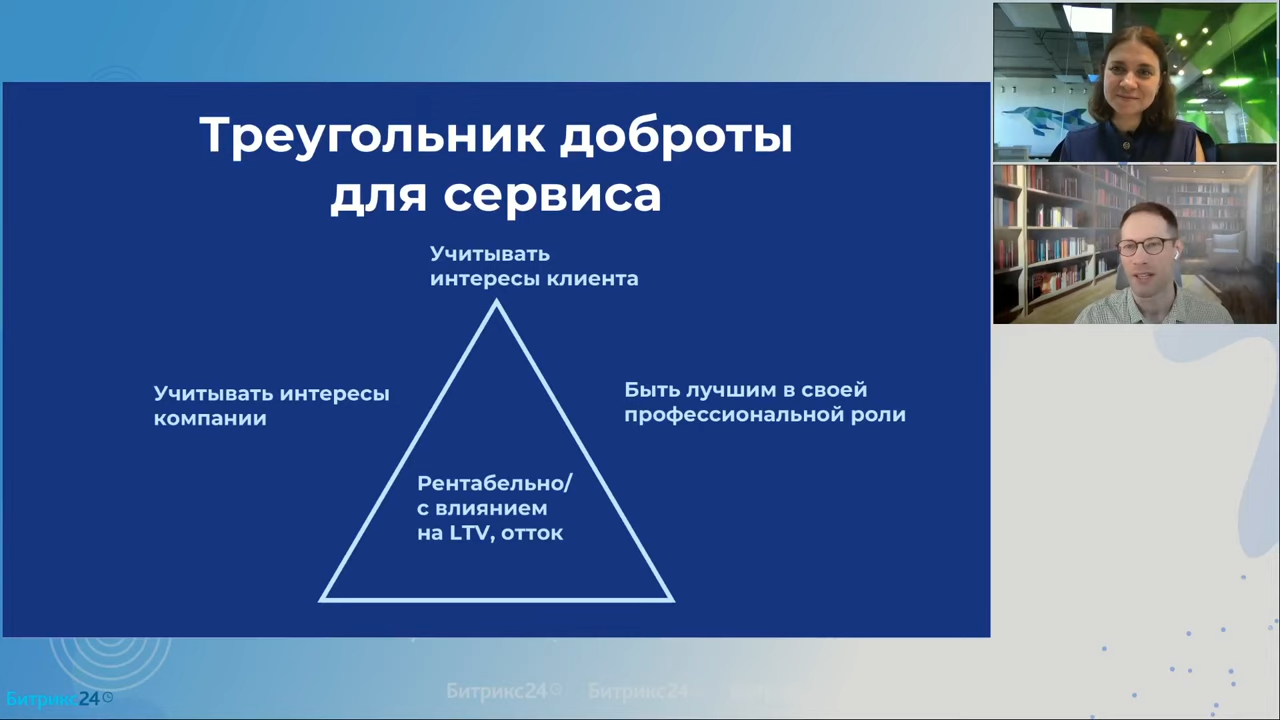 Треугольник доброты
для сервиса
Учитывать
интересы клиента
Учитывать интересы
компании
Быть лучшим в своей
профессиональной роли
Рентабельно/
с влиянием
на LTV, отток
Битрикс24
Битрикс24
Битрикс24